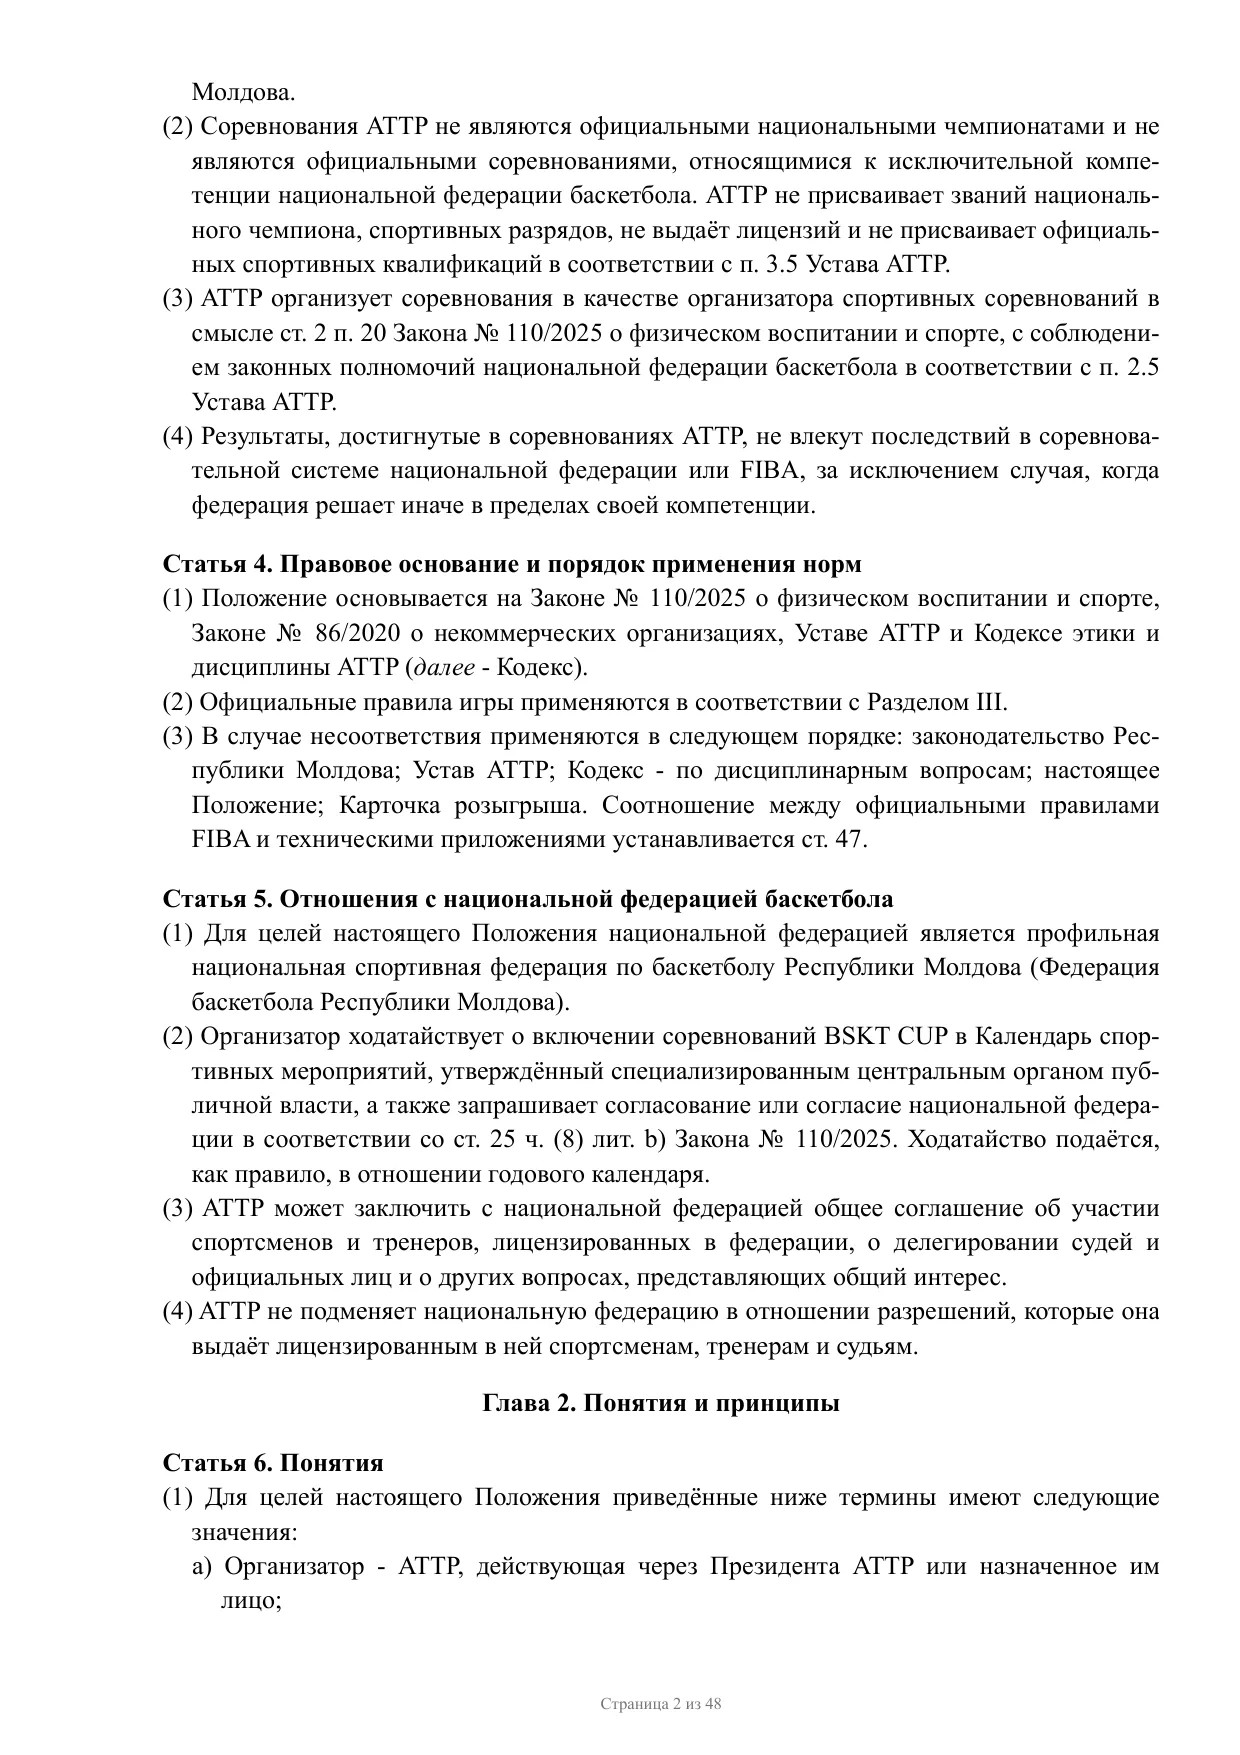 Молдова.
(2) Соревнования АТТР не являются официальными национальными чемпионатами и не
являются официальными соревнованиями, относящимися к исключительной компе-
тенции национальной федерации баскетбола. АТТР не присваивает званий националь-
ного чемпиона, спортивных разрядов, не выдаёт лицензий и не присваивает официаль-
ных спортивных квалификаций в соответствии с п. 3.5 Устава АТТР.
(3) АТТР организует соревнования в качестве организатора спортивных соревнований в
смысле ст. 2 п. 20 Закона № 110/2025 о физическом воспитании и спорте, с соблюдени-
ем законных полномочий национальной федерации баскетбола в соответствии с п. 2.5
Устава АТТР.
(4) Результаты, достигнутые в соревнованиях АТТР, не влекут последствий в соревнова-
тельной системе национальной федерации или FIBA, за исключением случая, когда
федерация решает иначе в пределах своей компетенции.
Статья 4. Правовое основание и порядок применения норм
(1) Положение основывается на Законе № 110/2025 о физическом воспитании и спорте,
Законе № 86/2020 о некоммерческих организациях, Уставе АТТР и Кодексе этики и
дисциплины АТТР (далее - Кодекс).
(2) Официальные правила игры применяются в соответствии с Разделом III.
(3) В случае несоответствия применяются в следующем порядке: законодательство Рес-
публики Молдова; Устав АТТР; Кодекс - по дисциплинарным вопросам; настоящее
Положение; Карточка розыгрыша. Соотношение между официальными правилами
FIBA и техническими приложениями устанавливается ст. 47.
Статья 5. Отношения с национальной федерацией баскетбола
(1) Для целей настоящего Положения национальной федерацией является профильная
национальная спортивная федерация по баскетболу Республики Молдова (Федерация
баскетбола Республики Молдова).
(2) Организатор ходатайствует о включении соревнований BSKT CUP в Календарь спор-
тивных мероприятий, утверждённый специализированным центральным органом пуб-
личной власти, а также запрашивает согласование или согласие национальной федера-
ции в соответствии со ст. 25 ч. (8) лит. b) Закона № 110/2025. Ходатайство подаётся,
как правило, в отношении годового календаря.
(3) АТТР может заключить с национальной федерацией общее соглашение об участии
спортсменов и тренеров, лицензированных в федерации, о делегировании судей и
официальных лиц и о других вопросах, представляющих общий интерес.
(4) АТТР не подменяет национальную федерацию в отношении разрешений, которые она
выдаёт лицензированным в ней спортсменам, тренерам и судьям.
Глава 2. Понятия и принципы
Статья 6. Понятия
(1) Для целей настоящего Положения приведённые ниже термины имеют следующие
значения:
a) Организатор - АТТР, действующая через Президента АТТР или назначенное им
лицо;
Страница 2 из 48